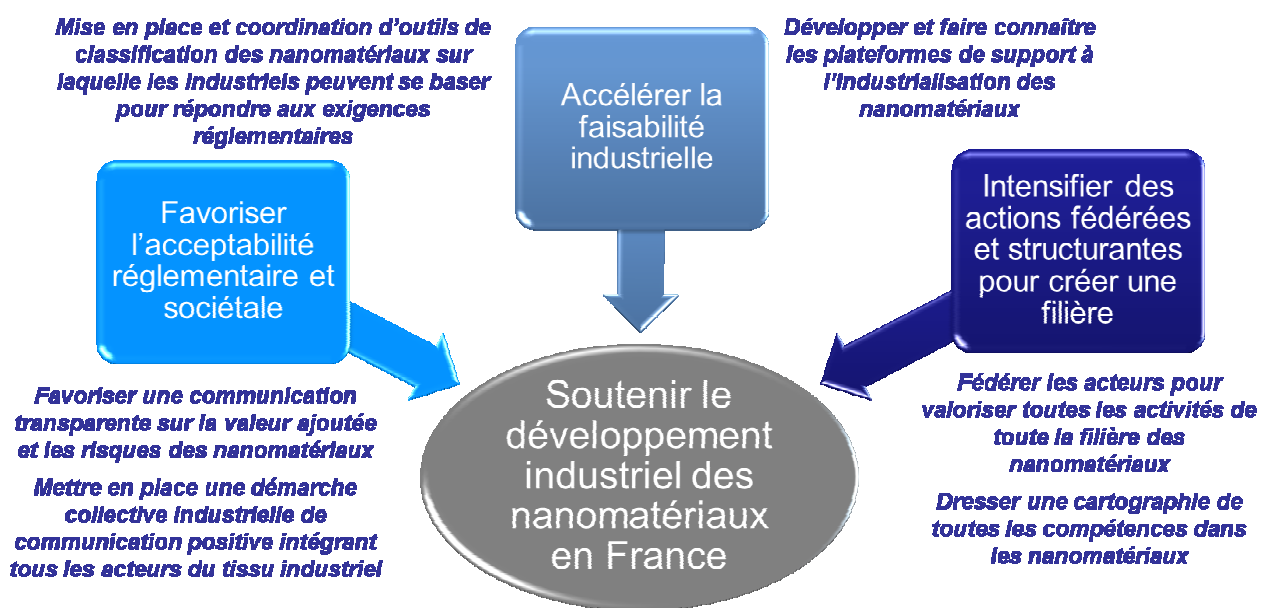 Mise en place et coordination d'outils de
classification des nanomatériaux sur
laquelle les industriels peuvent se baser
pour répondre aux exigences
réglementaires
Favoriser
l'acceptabilité
réglementaire et
sociétale
Favoriser une communication
transparente sur la valeur ajoutée
et les risques des nanomatériaux
Mettre en place une démarche
collective industrielle de
communication positive intégrant
tous les acteurs du tissu industriel
Accélérer la
faisabilité
industrielle
Développer et faire connaître
les plateformes de support à
l'industrialisation des
nanomatériaux
Intensifier des
actions fédérées
et structurantes
pour créer une
filière
Fédérer les acteurs pour
valoriser toutes les activités de
toute la filière des
nanomatériaux
Dresser une cartographie de
toutes les compétences dans
les nanomatériaux
Soutenir le
développement
industriel des
nanomatériaux
en France